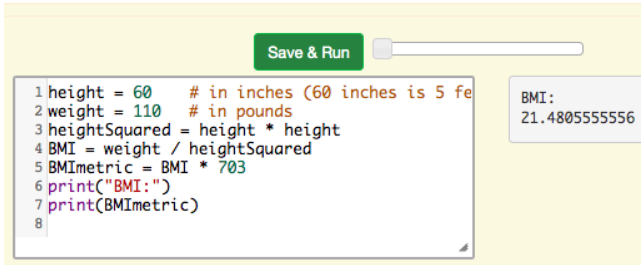 Save & Run
1 height = 60    # in inches (60 inches is 5 fe
2 weight = 110   # in pounds
3 heightSquared = height * height
4 BMI = weight / heightSquared
5 BMImetric = BMI * 703
6 print("BMI:")
7 print(BMImetric)
8
BMI:
21.4805555556